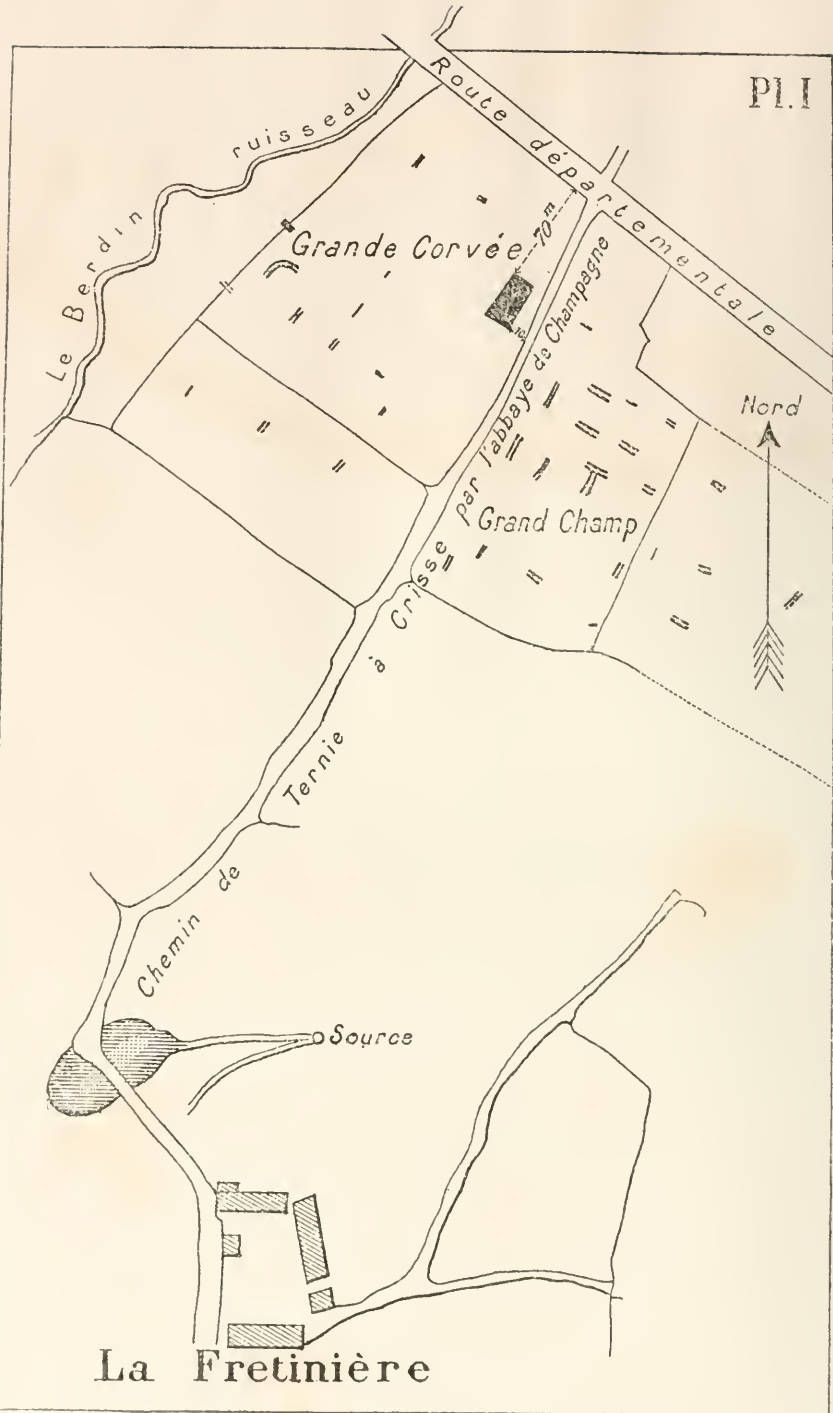 Pl. I
Route départementale
Le Berdin ruisseau
Grande Corvée
70m
10
Nord
Grand Champ
Chemin de Ternie à Crisse par l'abbaye de Champagne
Source
La Fretinière